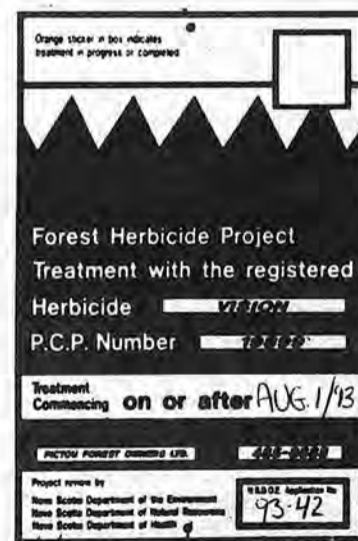 Orange sticker in box indicates
treatment in progress or completed
Forest Herbicide Project
Treatment with the registered
Herbicide VISION
P.C.P. Number
Treatment
Commencing on or after AUG. 1/93
PICTOU FOREST OWNERS LTD.
Project review by
Nova Scotia Department of the Environment
Nova Scotia Department of Natural Resources
Nova Scotia Department of Health
N.S.D.O.E. Application No.
93-42